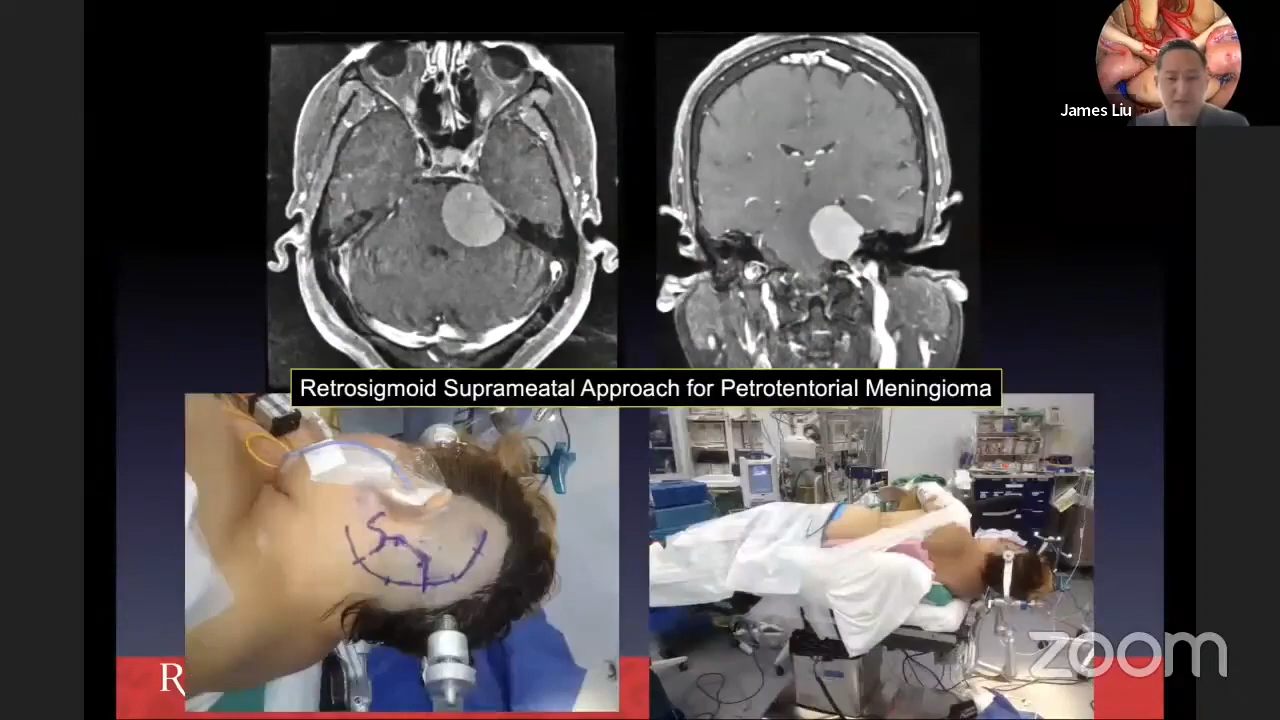 James Liu
Retrosigmoid Suprameatal Approach for Petrotentorial Meningioma
S
R
zoom